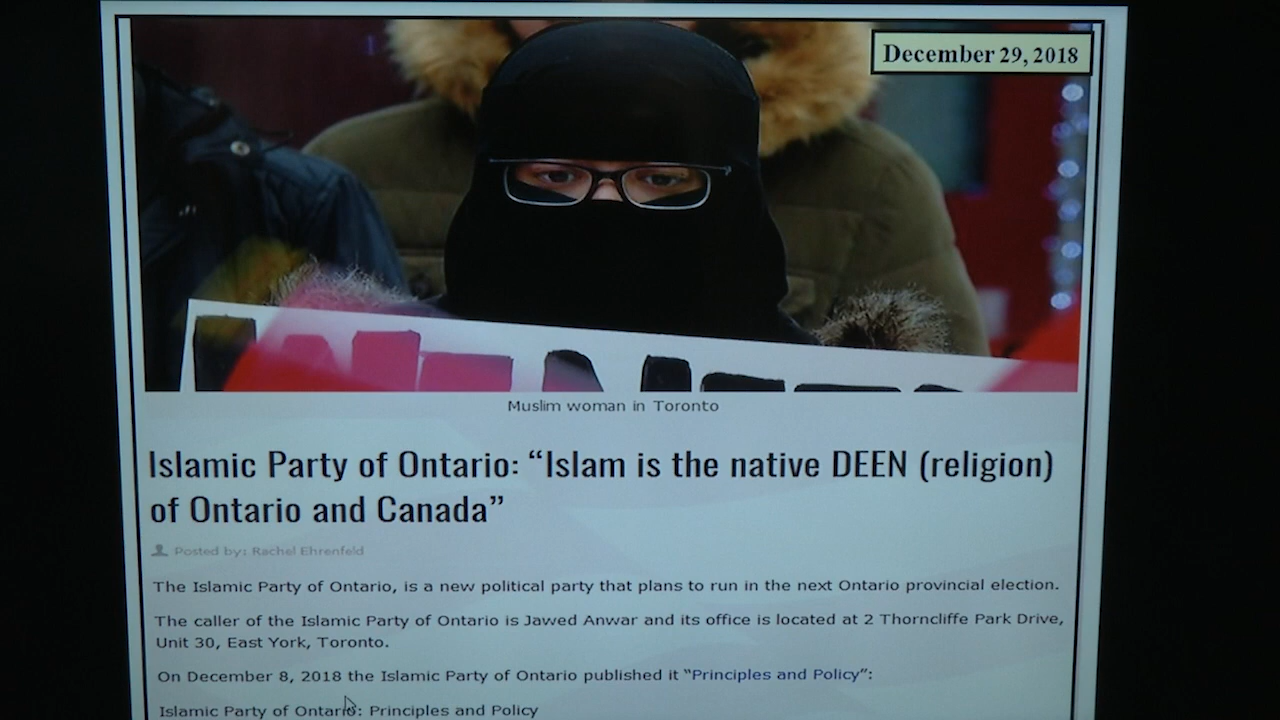 December 29, 2018
Muslim woman in Toronto
Islamic Party of Ontario: “Islam is the native DEEN (religion)
of Ontario and Canada”
Posted by: Rachel Ehrenfeld
The Islamic Party of Ontario, is a new political party that plans to run in the next Ontario provincial election.
The caller of the Islamic Party of Ontario is Jawed Anwar and its office is located at 2 Thorncliffe Park Drive,
Unit 30, East York, Toronto.
On December 8, 2018 the Islamic Party of Ontario published it “Principles and Policy”:
Islamic Party of Ontario: Principles and Policy